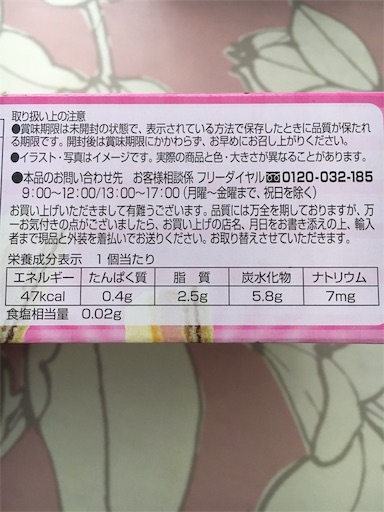 取り扱い上の注意
●賞味期限は未開封の状態で、表示されている方法で保存したときに品質が保たれ
る期限です。開封後は賞味期限にかかわらず、お早めにお召し上がりください。
●イラスト・写真はイメージです。実際の商品と色・大きさが異なることがあります。
●本品のお問い合わせ先 お客様相談係 フリーダイヤル 0120-032-185
9:00〜12:00/13:00〜17:00(月曜〜金曜まで、祝日を除く)
お買い上げいただきまして有難うございます。品質には万全を期しておりますが、万
一お気付きの点がございましたら、お買い上げの店名、月日をお書き添えの上、輸入
者まで現品と外装を着払いでお送りください。お取り替えさせていただきます。
栄養成分表示 1個当たり
エネルギー たんぱく質 脂質 炭水化物 ナトリウム
47kcal 0.4g 2.5g 5.8g 7mg
食塩相当量 0.02g